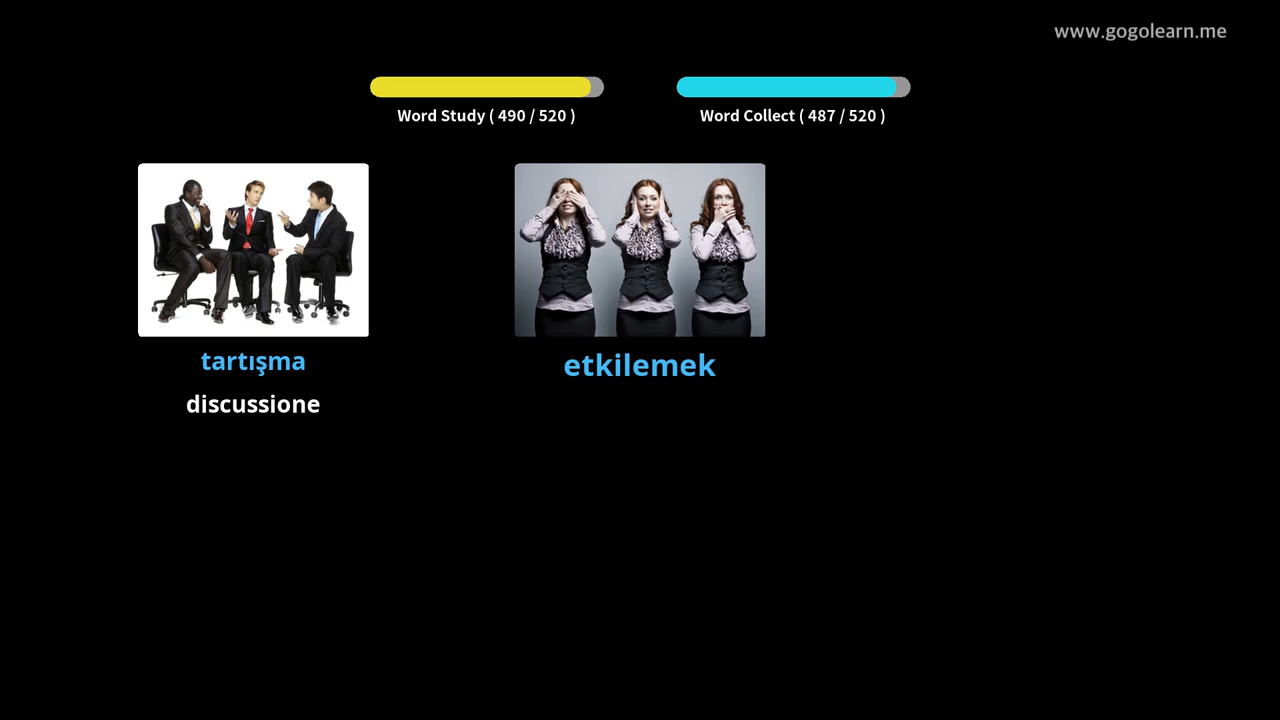 www.gogolearn.me
Word Study ( 490 / 520 )
Word Collect ( 487 / 520 )
tartışma
discussione
etkilemek